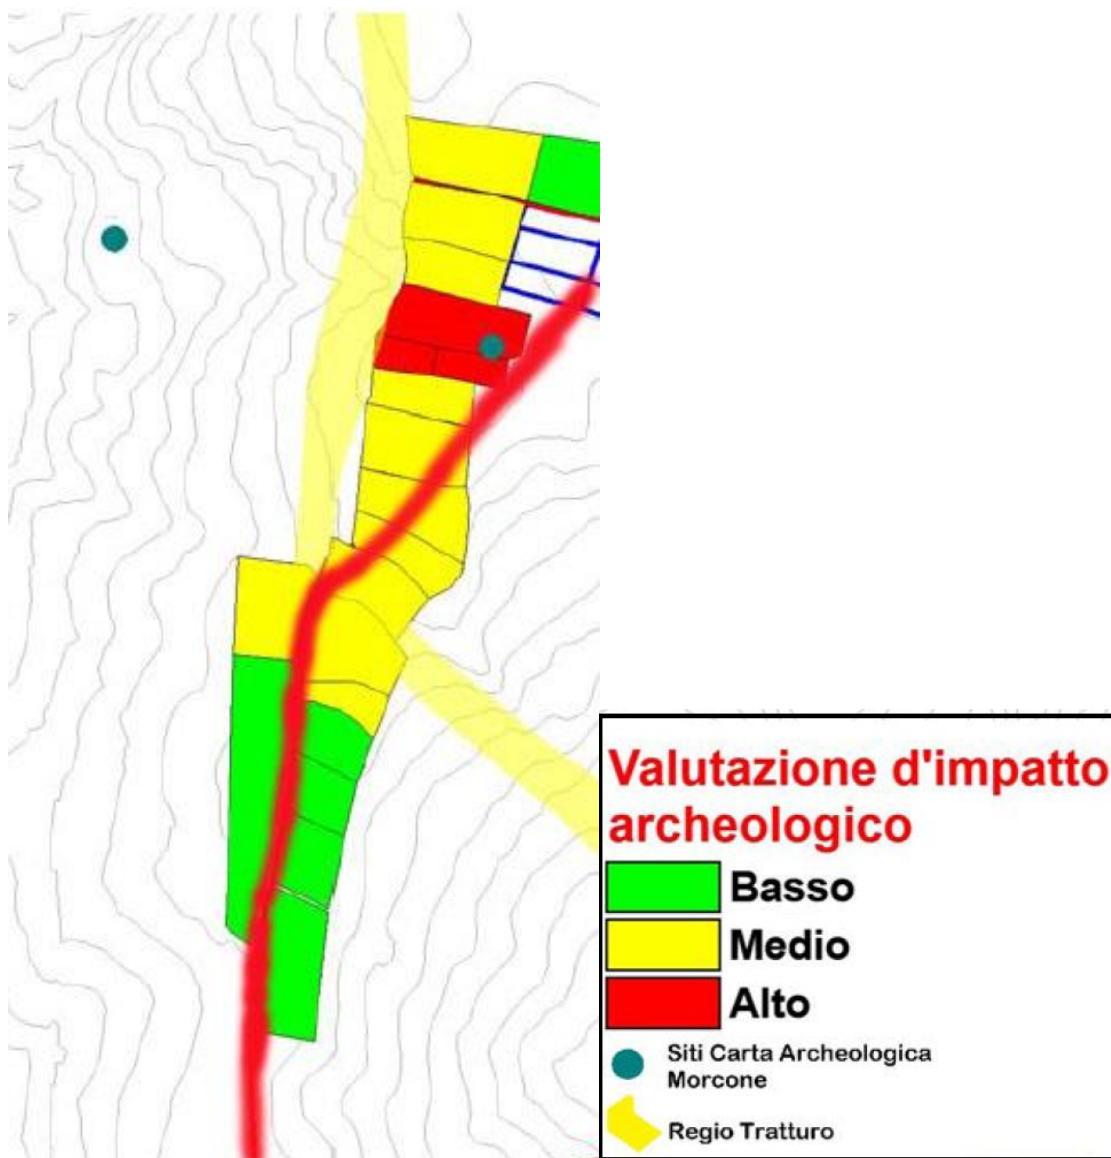 Valutazione d'impatto
archeologico
Basso
Medio
Alto
Siti Carta Archeologica
Morcone
Regio Tratturo